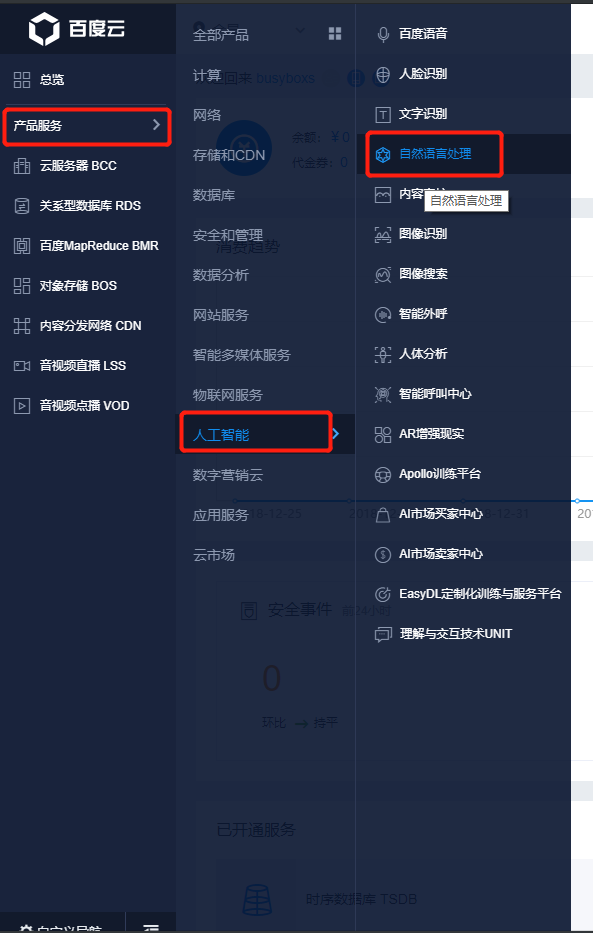 百度云
总览
产品服务
云服务器 BCC
关系型数据库 RDS
百度MapReduce BMR
对象存储 BOS
内容分发网络 CDN
音视频直播 LSS
音视频点播 VOD
自定义导航
全部产品
计算
网络
存储和CDN
数据库
安全和管理
数据分析
网站服务
智能多媒体服务
物联网服务
人工智能
数字营销云
应用服务
云市场
百度语音
人脸识别
文字识别
自然语言处理
自然语言处理
图像识别
图像搜索
智能外呼
人体分析
智能呼叫中心
AR增强现实
Apollo训练平台
AI市场买家中心
AI市场卖家中心
EasyDL定制化训练与服务平台
理解与交互技术UNIT
回来 busyboxs
余额: ¥ 0
代金券: 0
消费趋势
安全事件 前24小时
0
环比 → 持平
已开通服务
时序数据库 TSDB